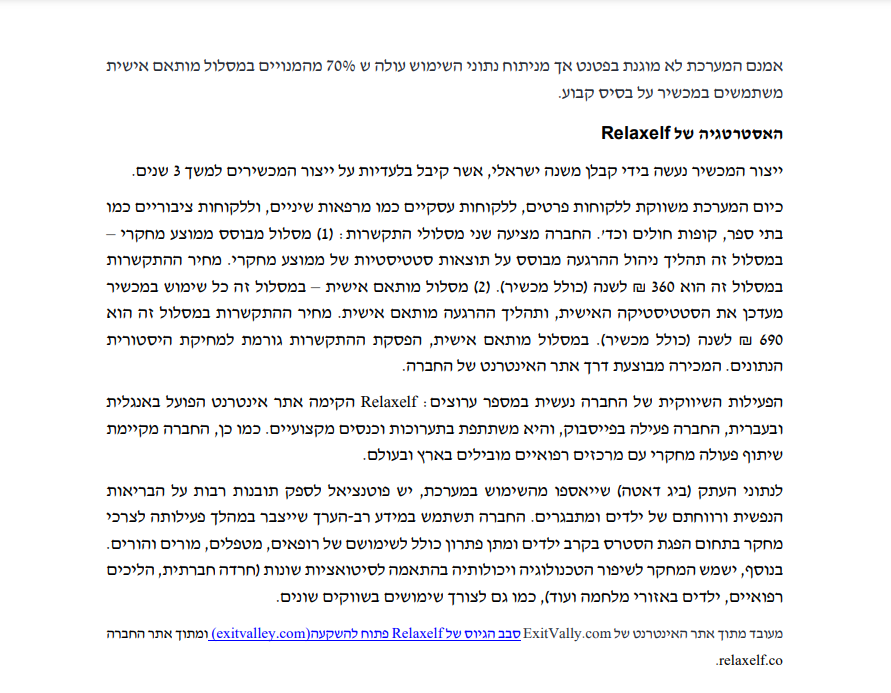 אמנם המערכת לא מוגנת בפטנט אך מניתוח נתוני השימוש עולה ש 70% מהמנויים במסלול מותאם אישית
משתמשים במכשיר על בסיס קבוע.
האסטרטגיה של Relaxelf
ייצור המכשיר נעשה בידי קבלן משנה ישראלי, אשר קיבל בלעדיות על ייצור המכשירים למשך 3 שנים.
כיום המערכת משווקת ללקוחות פרטים, ללקוחות עסקיים כמו מרפאות שיניים, וללקוחות ציבוריים כמו
בתי ספר, קופות חולים וכד'. החברה מציעה שני מסלולי התקשרות: (1) מסלול מבוסס ממוצע מחקרי –
במסלול זה תהליך ניהול ההרגעה מבוסס על תוצאות סטטיסטיות של ממוצע מחקרי. מחיר ההתקשרות
במסלול זה הוא 360 ₪ לשנה (כולל מכשיר). (2) מסלול מותאם אישית – במסלול זה כל שימוש במכשיר
מעדכן את הסטטיסטיקה האישית, ותהליך ההרגעה מותאם אישית. מחיר ההתקשרות במסלול זה הוא
690 ₪ לשנה (כולל מכשיר). במסלול מותאם אישית, הפסקת ההתקשרות גורמת למחיקת היסטורית
הנתונים. המכירה מבוצעת דרך אתר האינטרנט של החברה.
הפעילות השיווקית של החברה נעשית במספר ערוצים: Relaxelf הקימה אתר אינטרנט הפועל באנגלית
ובעברית, החברה פעילה בפייסבוק, והיא משתתפת בתערוכות וכנסים מקצועיים. כמו כן, החברה מקיימת
שיתוף פעולה מחקרי עם מרכזים רפואיים מובילים בארץ ובעולם.
לנתוני העתק (ביג דאטה) שייאספו מהשימוש במערכת, יש פוטנציאל לספק תובנות רבות על הבריאות
הנפשית ורווחתם של ילדים ומתבגרים. החברה תשתמש במידע רב-הערך שייצבר במהלך פעילותה לצרכי
מחקר בתחום הפגת הסטרס בקרב ילדים ומתן פתרון כולל לשימושם של רופאים, מטפלים, מורים והורים.
בנוסף, ישמש המחקר לשיפור הטכנולוגיה ויכולותיה בהתאמה לסיטואציות שונות (חרדה חברתית, הליכים
רפואיים, ילדים באזורי מלחמה ועוד), כמו גם לצורך שימושים בשווקים שונים.
מעובד מתוך אתר האינטרנט של ExitVally.com סבב הגיוס של Relaxelf פתוח להשקעה(exitvalley.com) ומתוך אתר החברה
relaxelf.co.